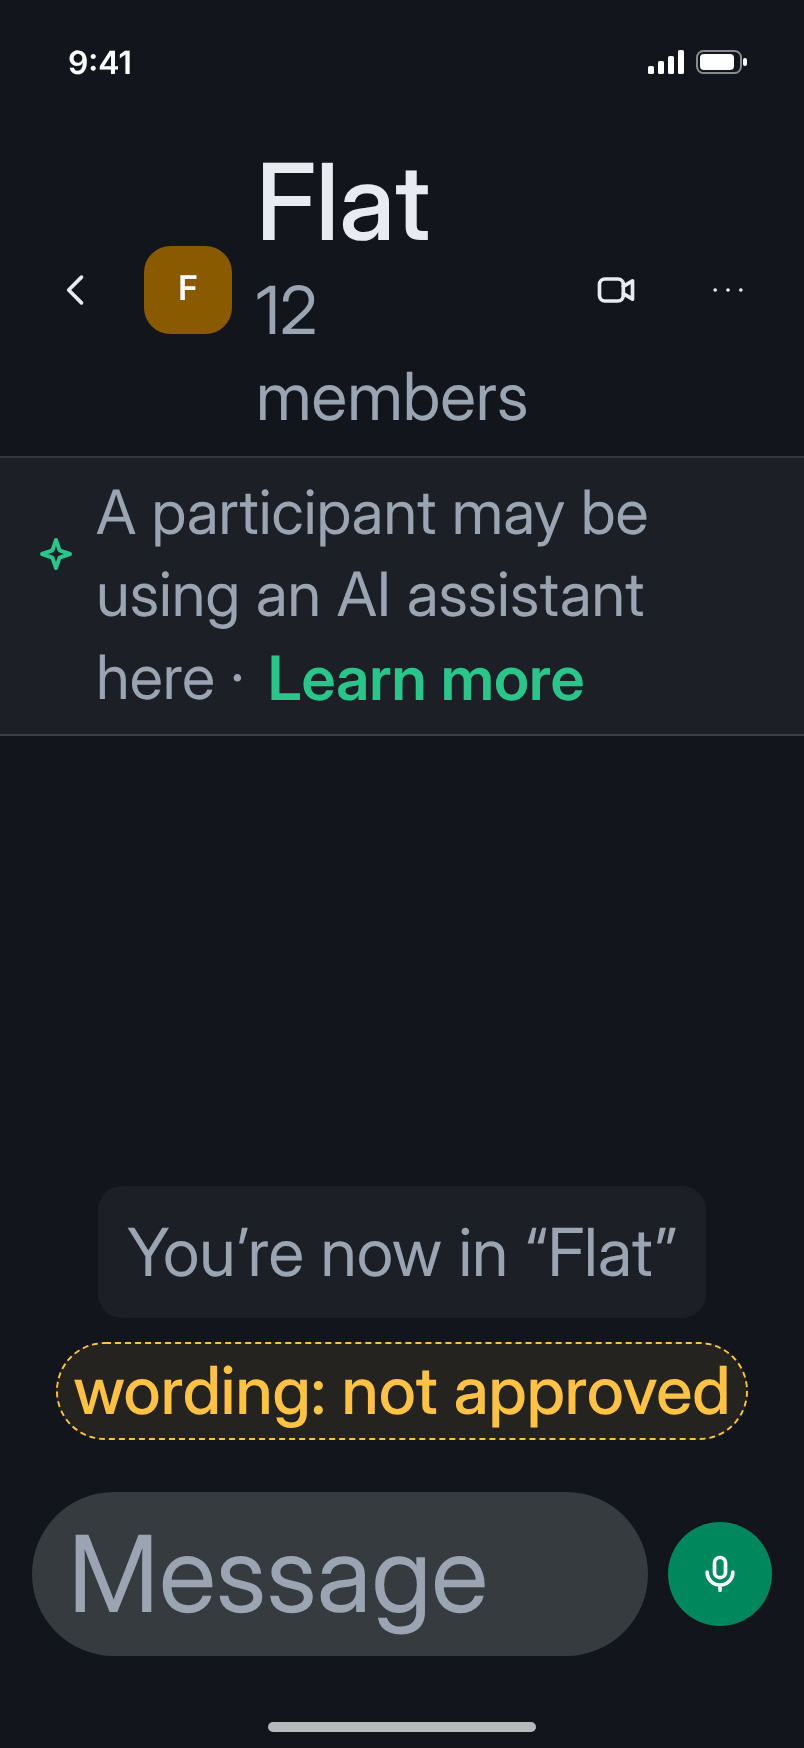 9:41
Flat
F
12
members
A participant may be
using an AI assistant
here · Learn more
You’re now in “Flat”
wording: not approved
Message